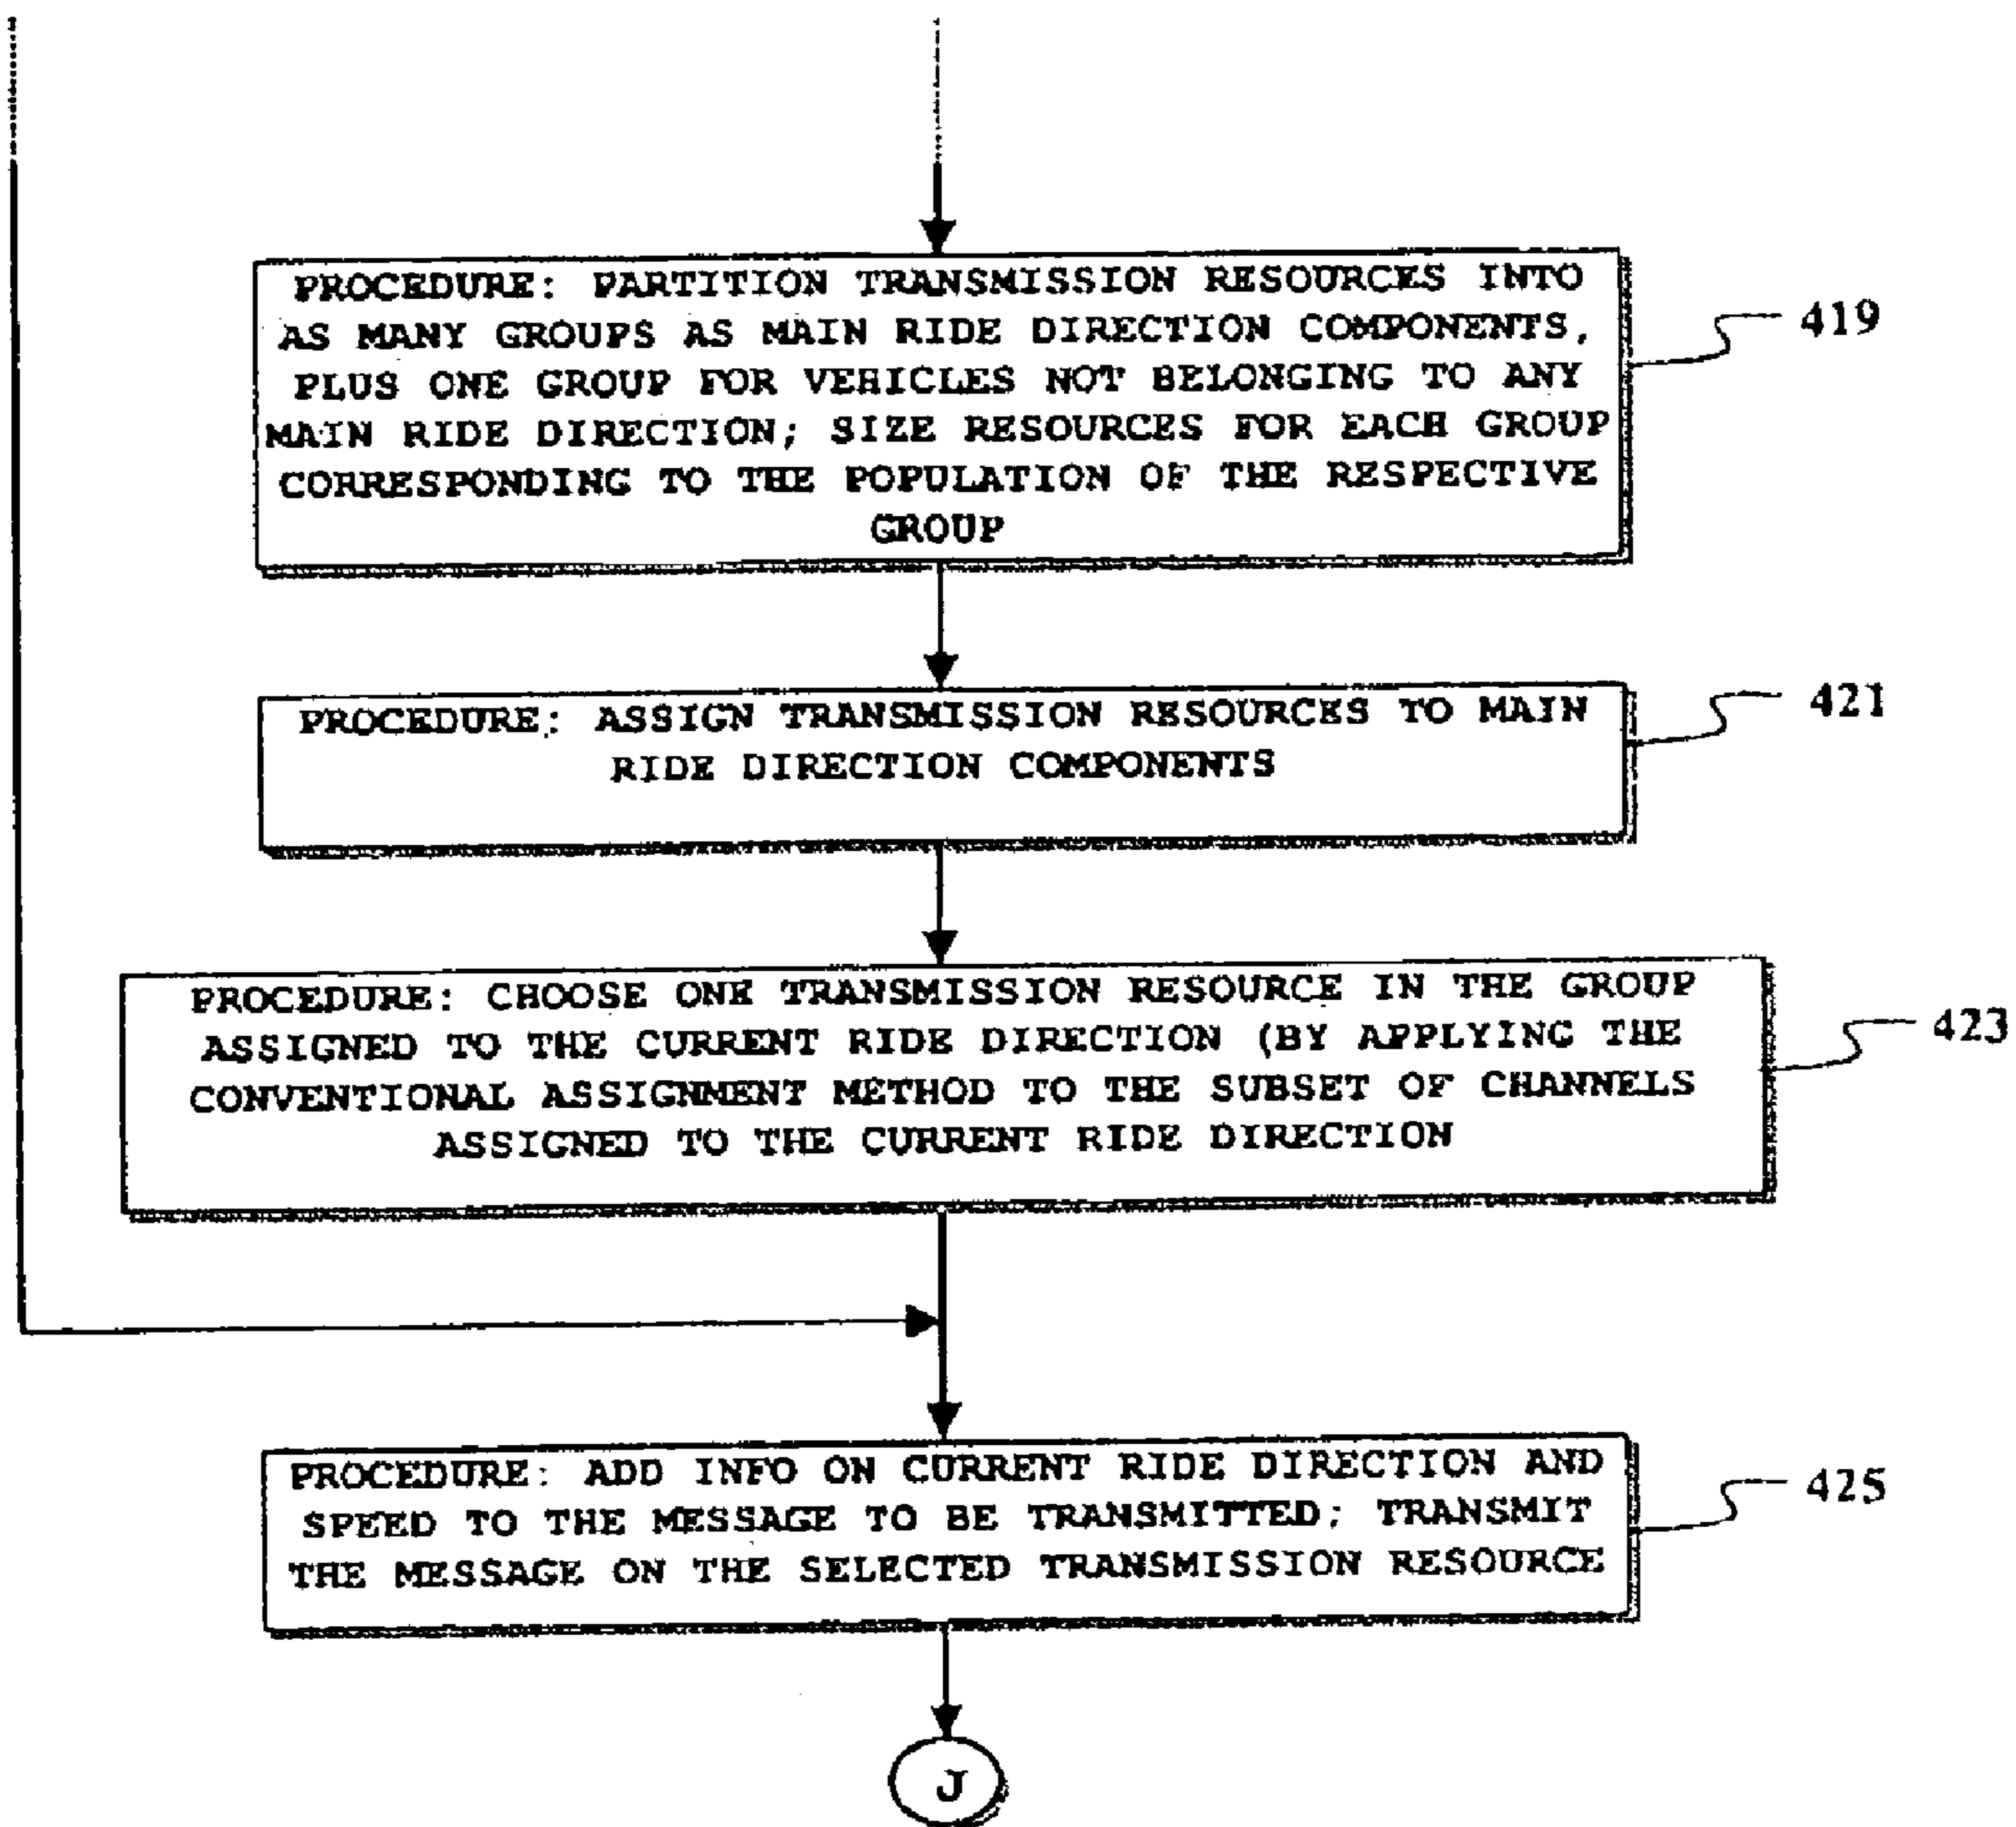 PROCEDURE: PARTITION TRANSMISSION RESOURCES INTO
AS MANY GROUPS AS MAIN RIDE DIRECTION COMPONENTS,
PLUS ONE GROUP FOR VEHICLES NOT BELONGING TO ANY
MAIN RIDE DIRECTION; SIZE RESOURCES FOR EACH GROUP
CORRESPONDING TO THE POPULATION OF THE RESPECTIVE
GROUP
419
PROCEDURE: ASSIGN TRANSMISSION RESOURCES TO MAIN
RIDE DIRECTION COMPONENTS
421
PROCEDURE: CHOOSE ONE TRANSMISSION RESOURCE IN THE GROUP
ASSIGNED TO THE CURRENT RIDE DIRECTION (BY APPLYING THE
CONVENTIONAL ASSIGNMENT METHOD TO THE SUBSET OF CHANNELS
ASSIGNED TO THE CURRENT RIDE DIRECTION
423
PROCEDURE: ADD INFO ON CURRENT RIDE DIRECTION AND
SPEED TO THE MESSAGE TO BE TRANSMITTED; TRANSMIT
THE MESSAGE ON THE SELECTED TRANSMISSION RESOURCE
425
J